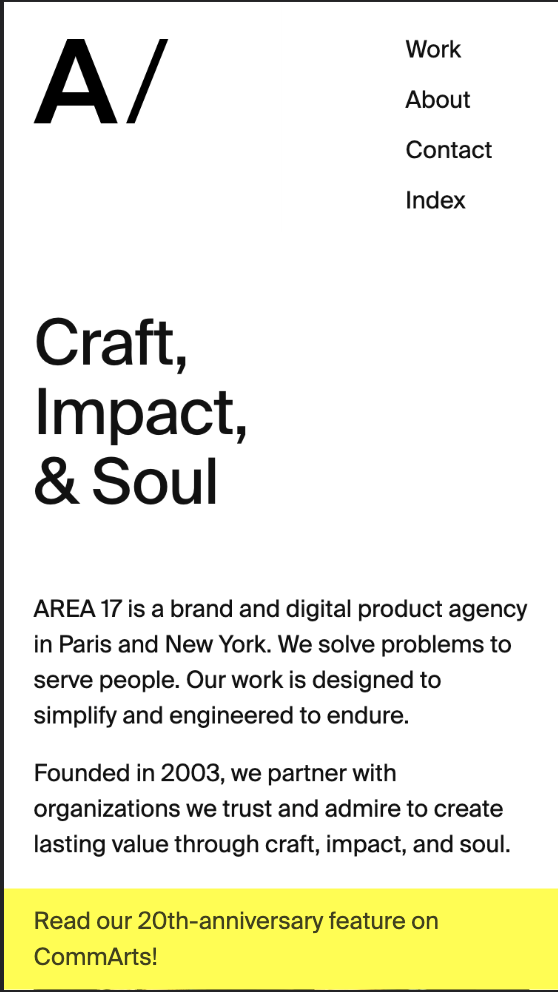 A/
Work
About
Contact
Index
Craft,
Impact,
& Soul
AREA 17 is a brand and digital product agency
in Paris and New York. We solve problems to
serve people. Our work is designed to
simplify and engineered to endure.
Founded in 2003, we partner with
organizations we trust and admire to create
lasting value through craft, impact, and soul.
Read our 20th-anniversary feature on
CommArts!